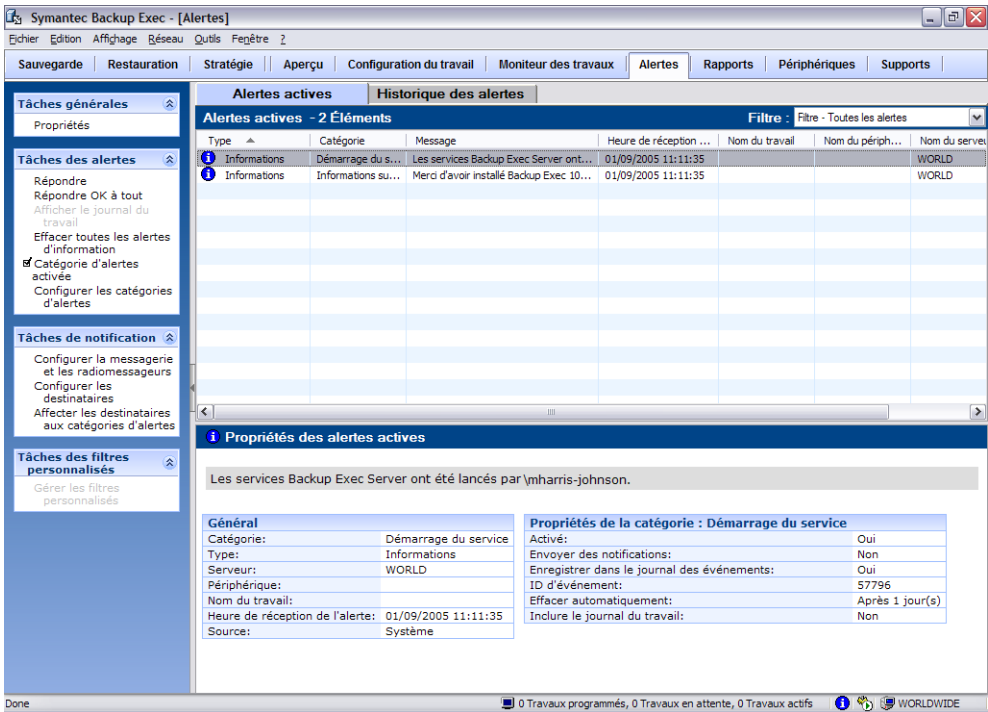 Symantec Backup Exec - [Alertes]
Fichier Edition Affichage Réseau Outils Fenêtre ?
Sauvegarde Restauration Stratégie Aperçu Configuration du travail Moniteur des travaux Alertes Rapports Périphériques Supports
Tâches générales
Propriétés
Tâches des alertes
Répondre
Répondre OK à tout
Afficher le journal du
travail
Effacer toutes les alertes
d'information
Catégorie d'alertes
activée
Configurer les catégories
d'alertes
Tâches de notification
Configurer la messagerie
et les radiomessageurs
Configurer les
destinataires
Affecter les destinataires
aux catégories d'alertes
Tâches des filtres
personnalisés
Gérer les filtres
personnalisés
Alertes actives Historique des alertes
Alertes actives - 2 Éléments Filtre : Filtre - Toutes les alertes
Type Catégorie Message Heure de réception ... Nom du travail Nom du périph... Nom du serveu
Informations Démarrage du s... Les services Backup Exec Server ont... 01/09/2005 11:11:35 WORLD
Informations Informations su... Merci d'avoir installé Backup Exec 10... 01/09/2005 11:11:35 WORLD
Propriétés des alertes actives
Les services Backup Exec Server ont été lancés par \mharris-johnson.
Général
Catégorie: Démarrage du service
Type: Informations
Serveur: WORLD
Périphérique:
Nom du travail:
Heure de réception de l'alerte: 01/09/2005 11:11:35
Source: Système
Propriétés de la catégorie : Démarrage du service
Activé: Oui
Envoyer des notifications: Non
Enregistrer dans le journal des événements: Oui
ID d'événement: 57796
Effacer automatiquement: Après 1 jour(s)
Inclure le journal du travail: Non
Done 0 Travaux programmés, 0 Travaux en attente, 0 Travaux actifs WORLDWIDE